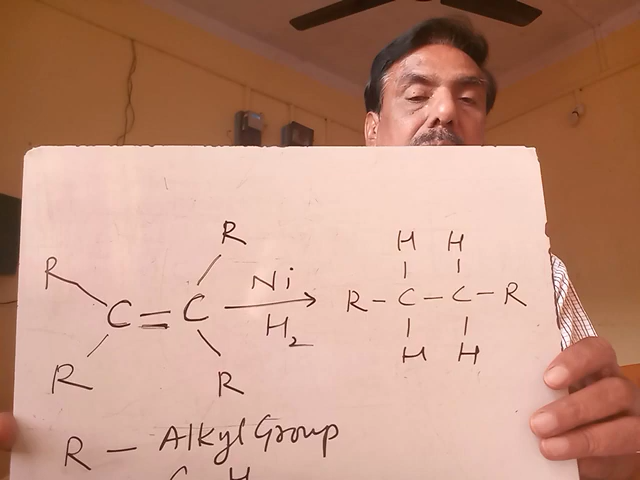 R R
C = C
R R
Ni
H2
H H
R - C - C - R
H H
R - Alkyl Group